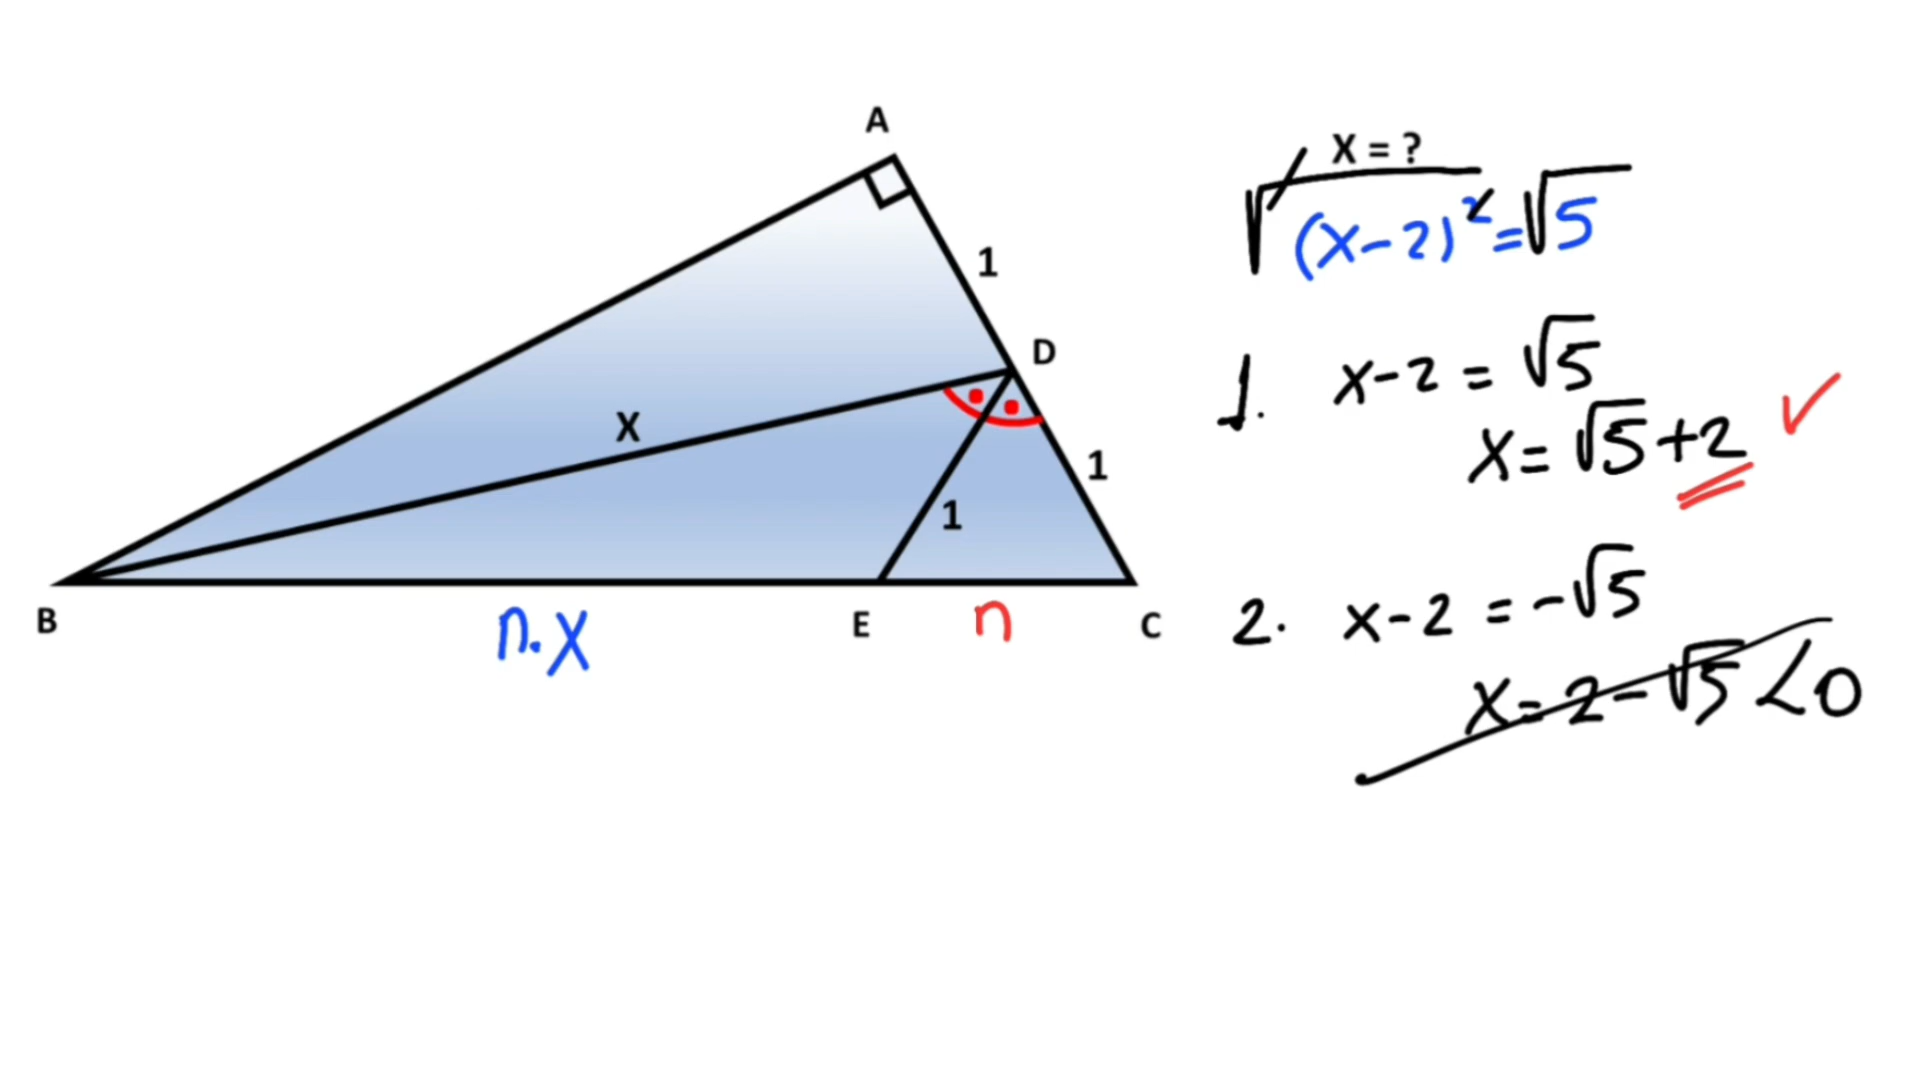 A
X = ?
√(x-2)² = √5
1
D
1. x-2 = √5
X
x = √5+2 ✓
1
1
2. x-2 = -√5
B
n.x
E
n
C
x = 2-√5 < 0